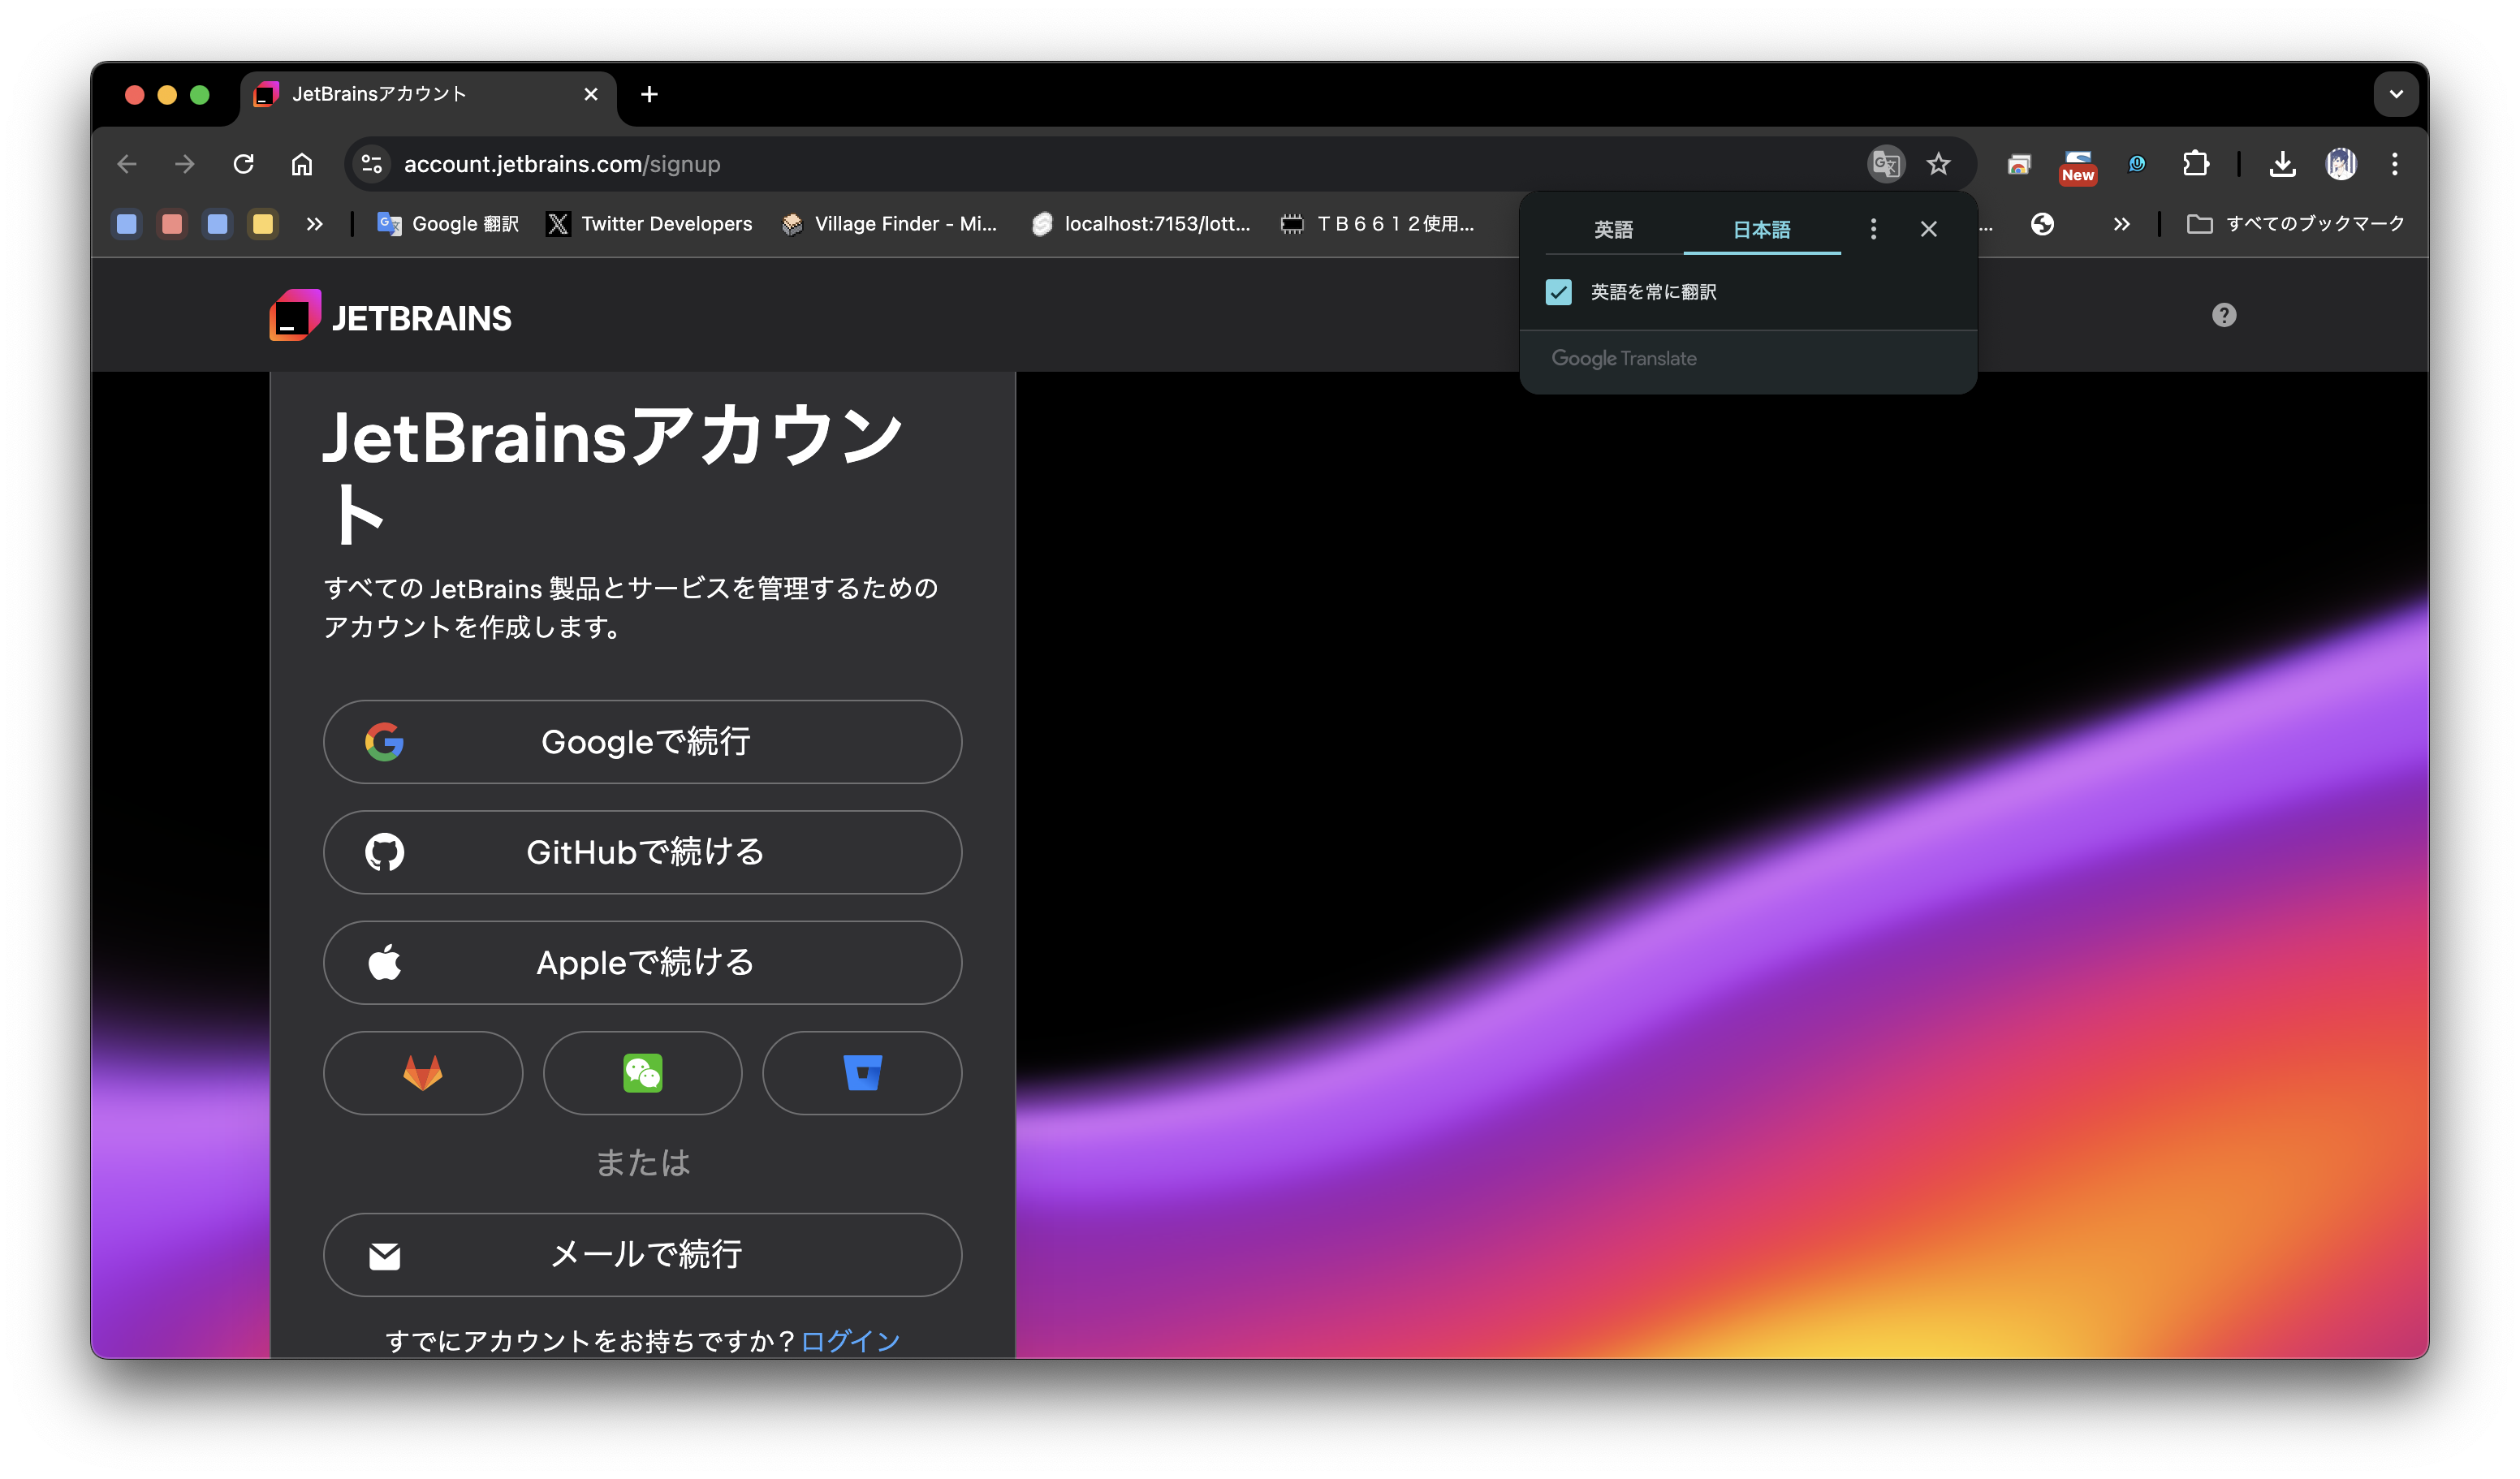 JetBrainsアカウント
account.jetbrains.com/signup
New
Google 翻訳
Twitter Developers
Village Finder - Mi...
localhost:7153/lott...
ＴＢ６６１２使用...
...
すべてのブックマーク
英語
日本語
英語を常に翻訳
Google Translate
JETBRAINS
JetBrainsアカウン
ト
すべての JetBrains 製品とサービスを管理するための
アカウントを作成します。
Googleで続行
GitHubで続ける
Appleで続ける
または
メールで続行
すでにアカウントをお持ちですか？ログイン